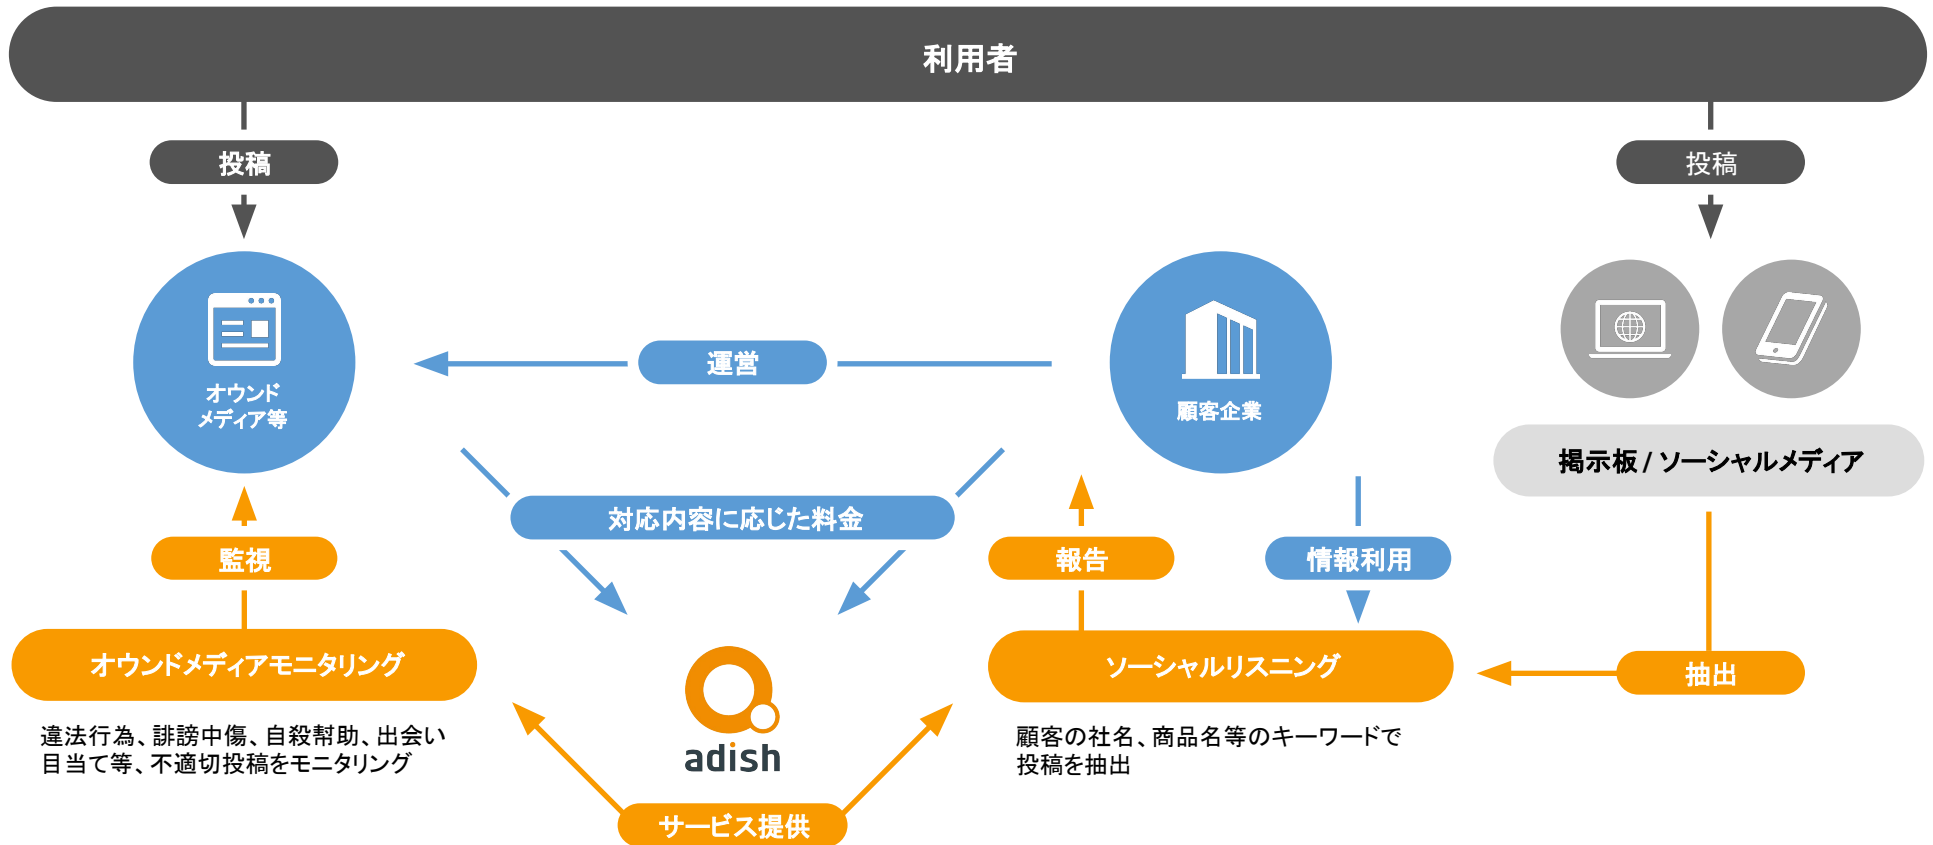 利用者
投稿
投稿
オウンド
メディア等
運営
顧客企業
掲示板 / ソーシャルメディア
対応内容に応じた料金
監視
報告
情報利用
オウンドメディアモニタリング
ソーシャルリスニング
抽出
違法行為、誹謗中傷、自殺幇助、出会い
目当て等、不適切投稿をモニタリング
adish
顧客の社名、商品名等のキーワードで
投稿を抽出
サービス提供